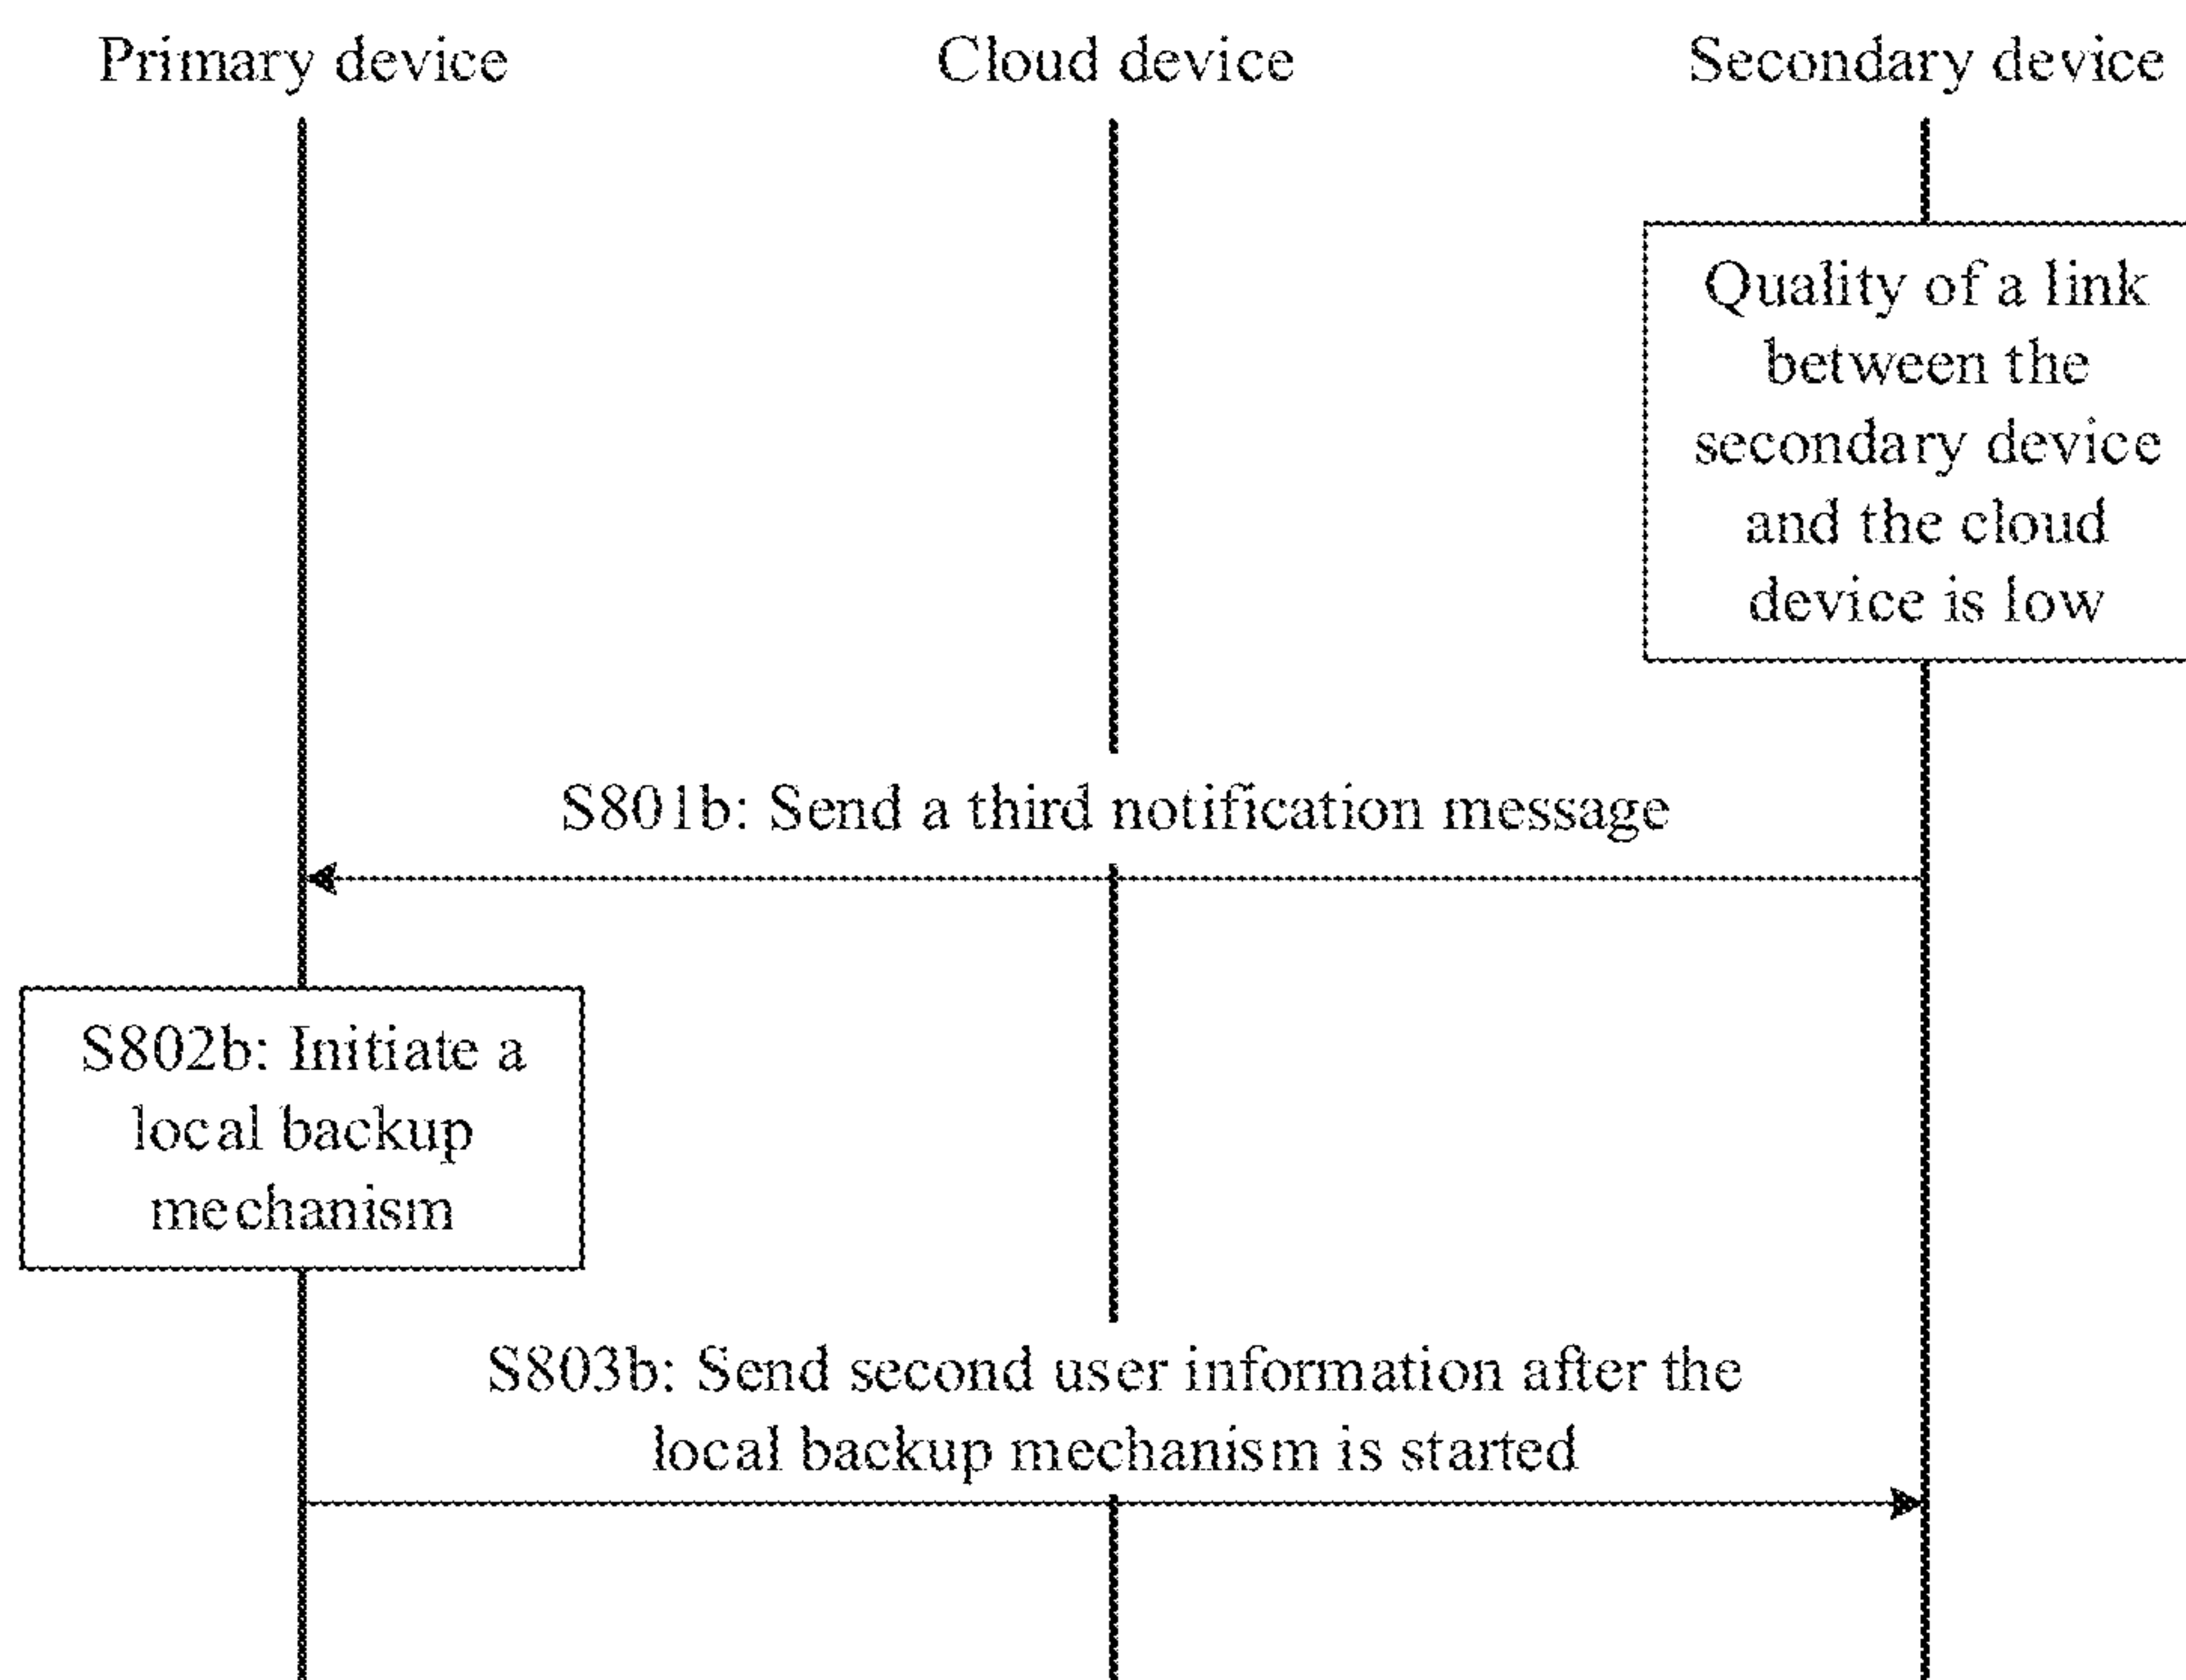 Primary device
Cloud device
Secondary device
Quality of a link
between the
secondary device
and the cloud
device is low
S801b: Send a third notification message
S802b: Initiate a
local backup
mechanism
S803b: Send second user information after the
local backup mechanism is started